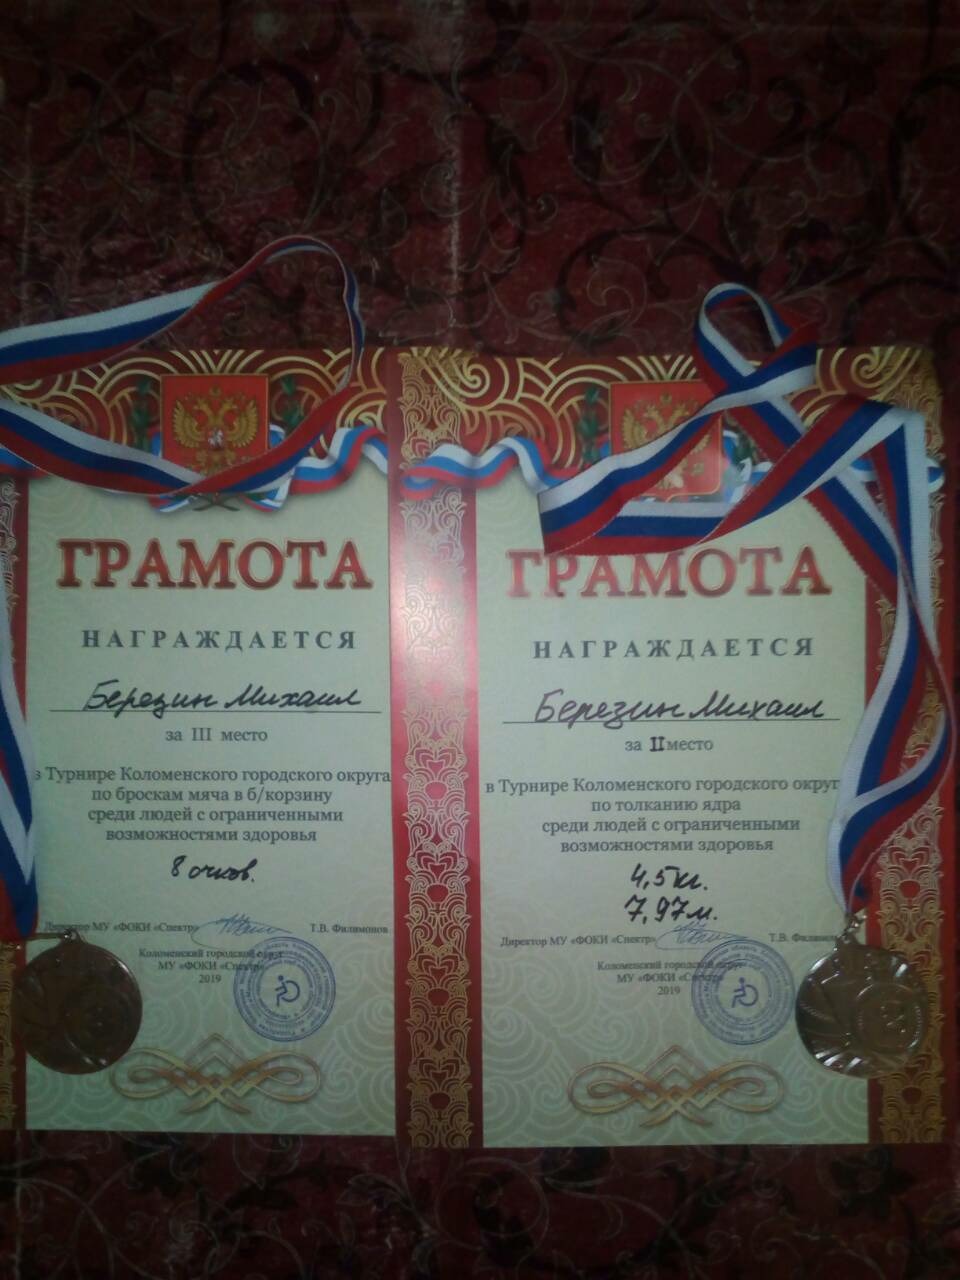 ГРАМОТА
НАГРАЖДАЕТСЯ
Березин Михаил
за III место
в Турнире Коломенского городского округа
по броскам мяча в б/корзину
среди людей с ограниченными
возможностями здоровья
8 очков.
Директор МУ «ФОКИ «Спектр»
Т.В. Филимонов
Коломенский городской округ
МУ «ФОКИ «Спектр»
2019
ГРАМОТА
НАГРАЖДАЕТСЯ
Березин Михаил
за II место
в Турнире Коломенского городского округ
по толканию ядра
среди людей с ограниченными
возможностями здоровья
4,5 кг.
7,97 м.
Директор МУ «ФОКИ «Спектр»
Т.В. Филимон
Коломенский городской округ
МУ «ФОКИ «Спектр»
2019